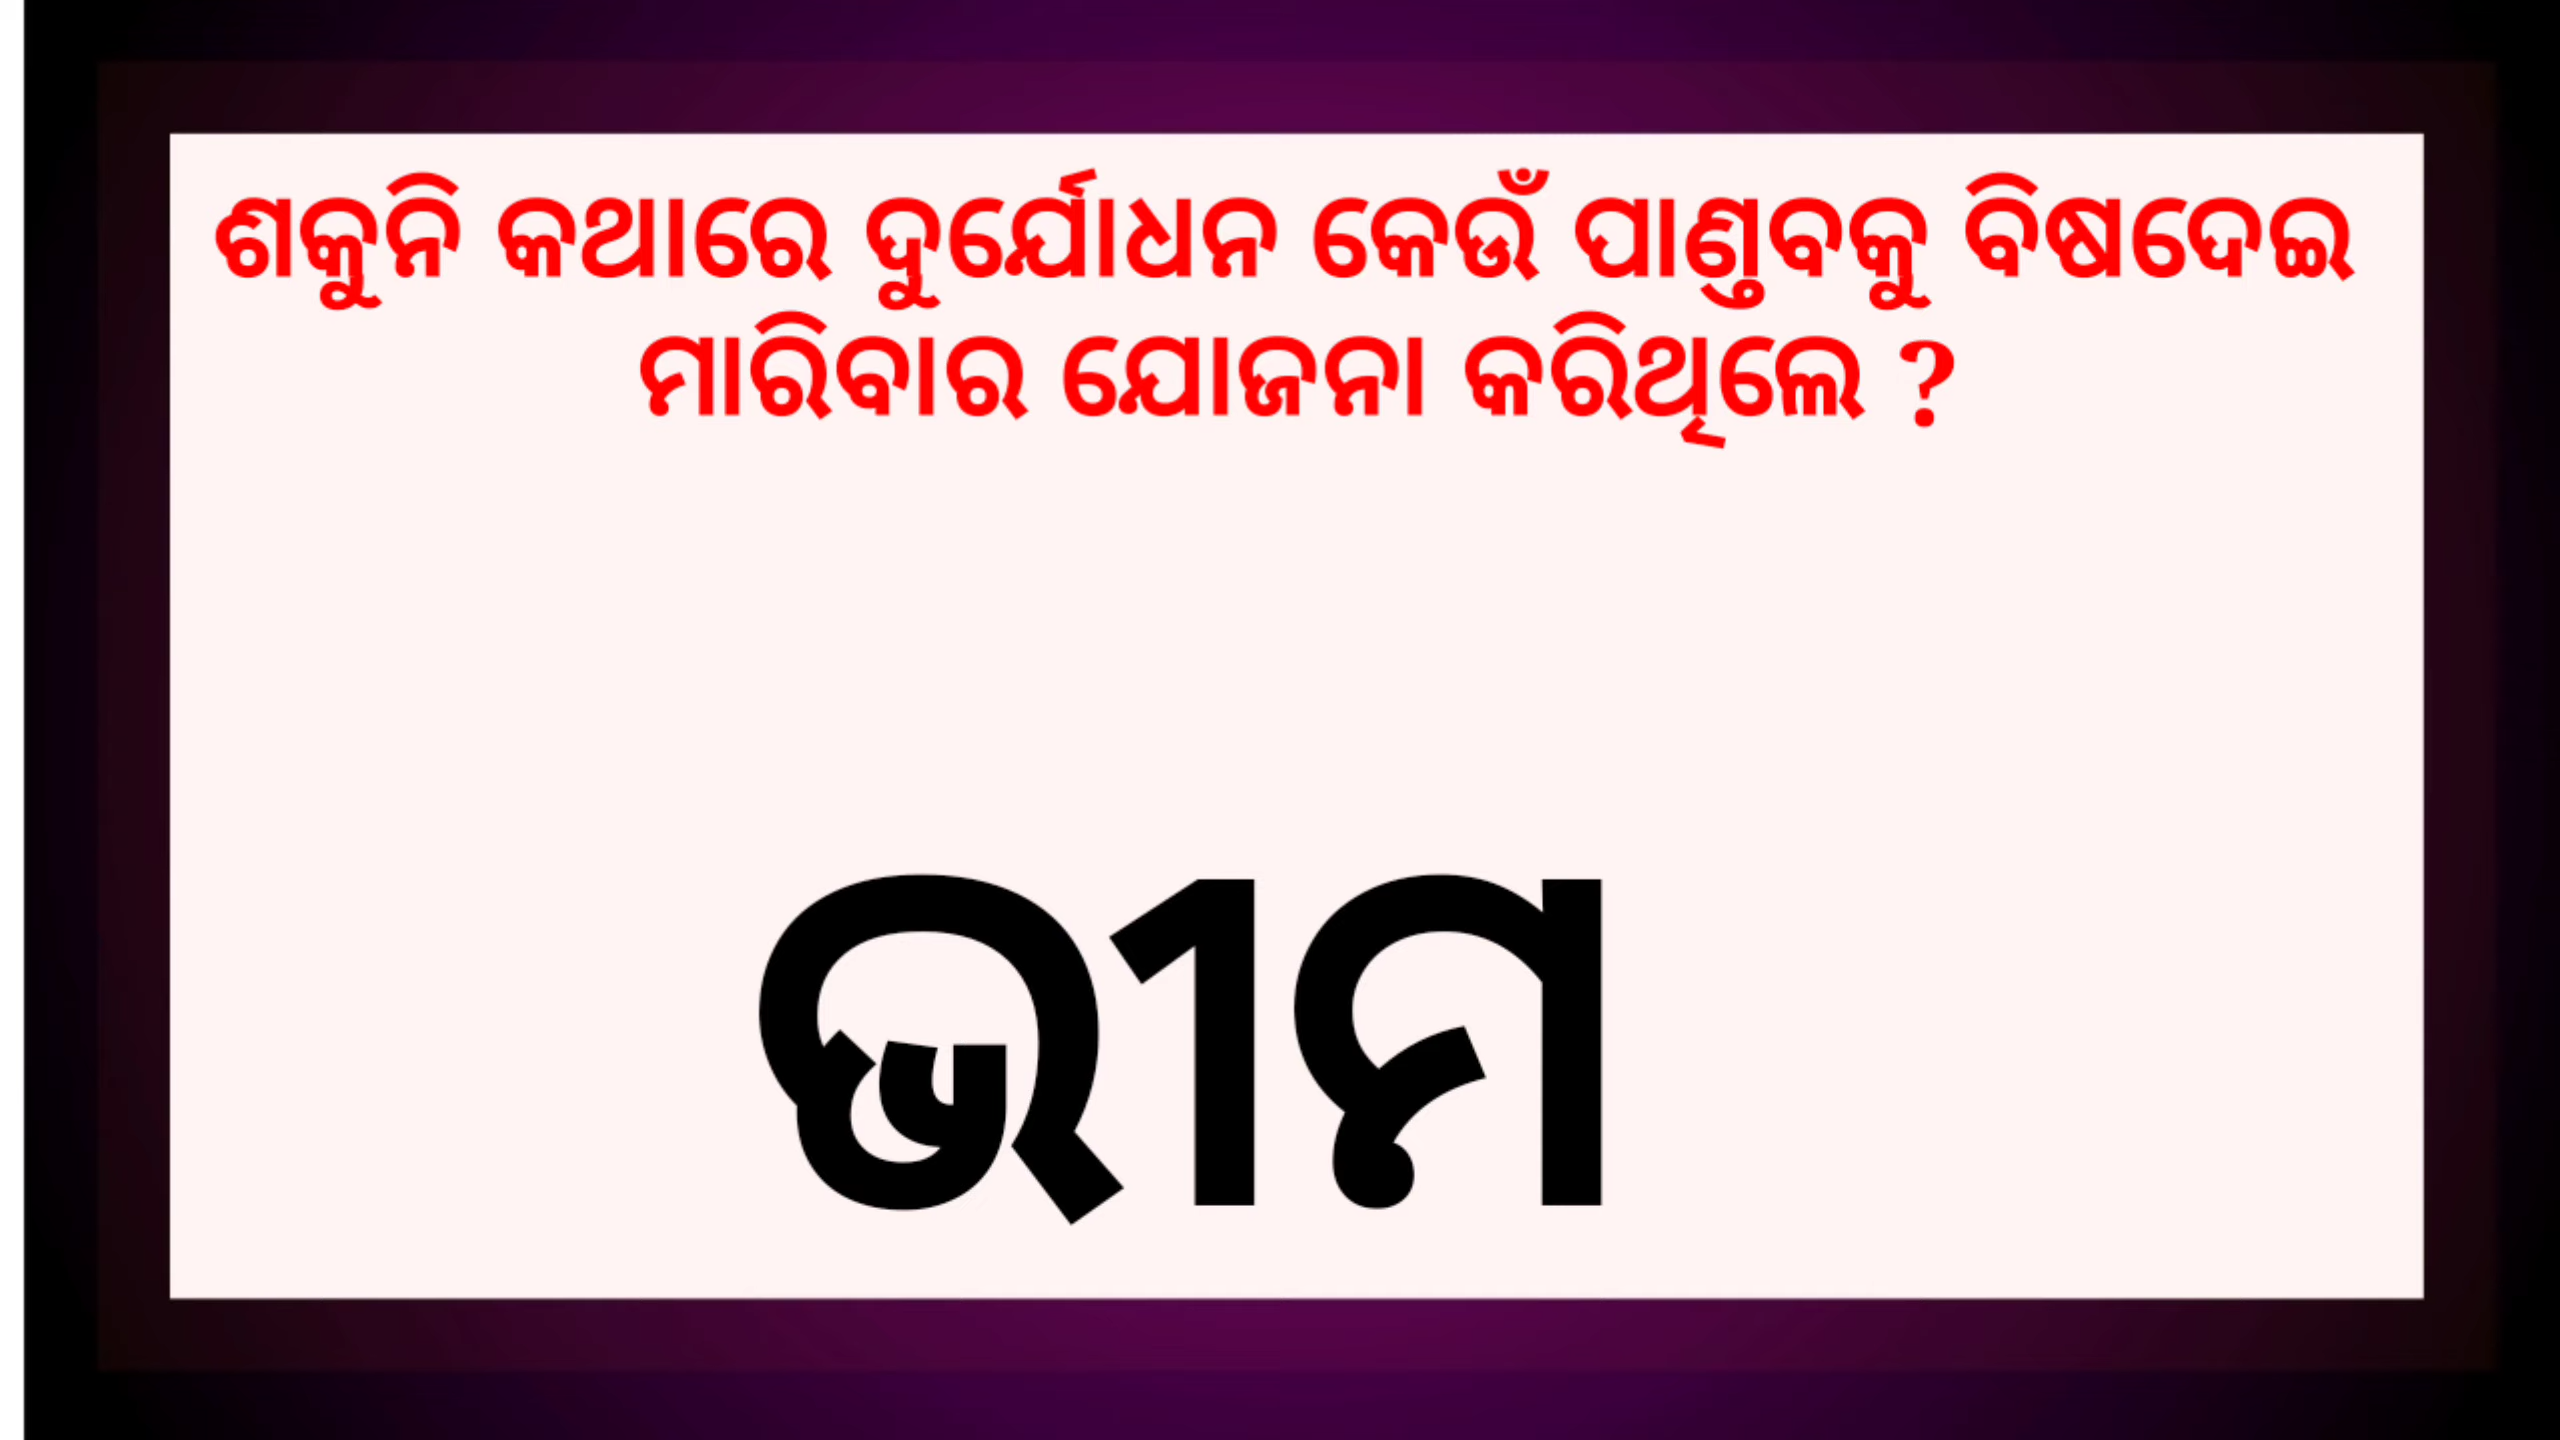 ଶକୁନି କଥାରେ ଦୁର୍ଯୋଧନ କେଉଁ ପାଣ୍ଡବକୁ ବିଷଦେଇ
ମାରିବାର ଯୋଜନା କରିଥିଲେ ?
ଭୀମ